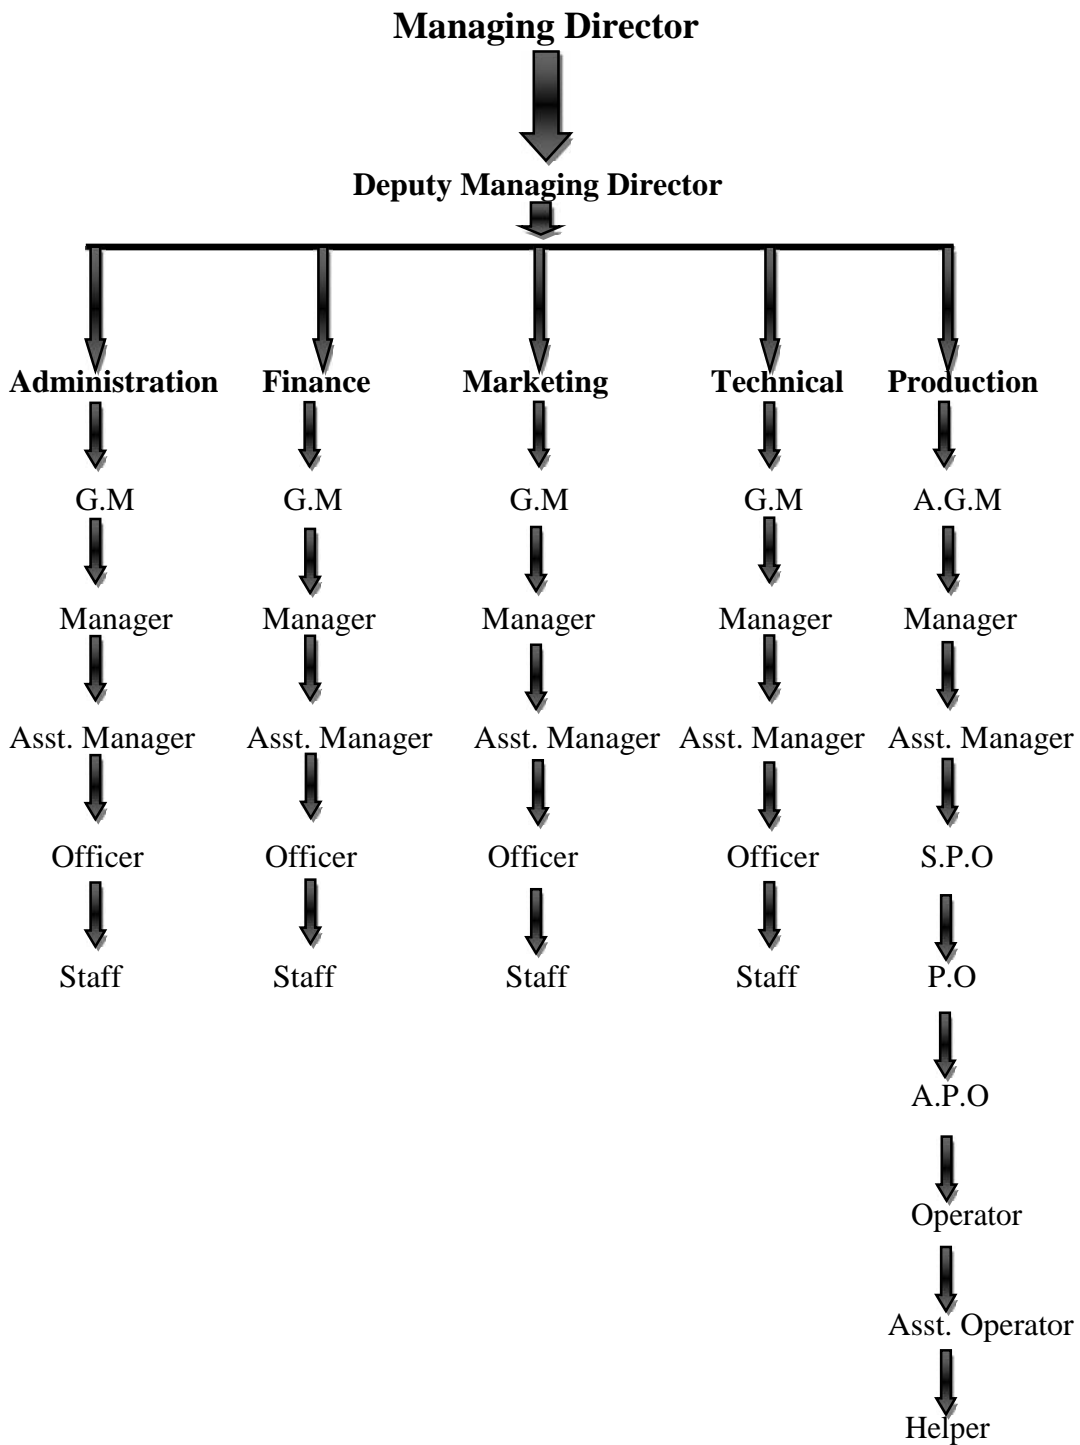 Managing Director
Deputy Managing Director
Administration Finance Marketing Technical Production
G.M G.M G.M G.M A.G.M
Manager Manager Manager Manager Manager
Asst. Manager Asst. Manager Asst. Manager Asst. Manager Asst. Manager
Officer Officer Officer Officer S.P.O
Staff Staff Staff Staff P.O
A.P.O
Operator
Asst. Operator
Helper